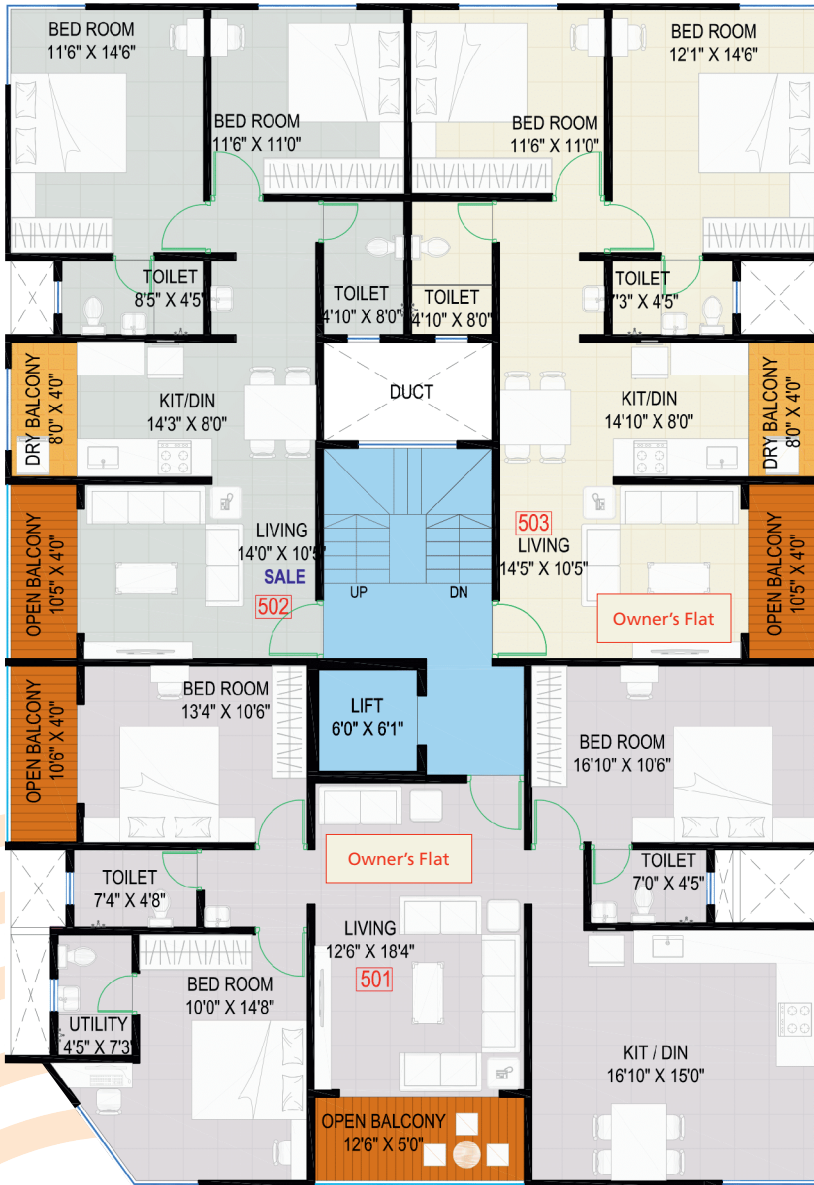 BED ROOM
11'6" X 14'6"
BED ROOM
11'6" X 11'0"
BED ROOM
11'6" X 11'0"
BED ROOM
12'1" X 14'6"
TOILET
8'5" X 4'5"
TOILET
4'10" X 8'0"
TOILET
4'10" X 8'0"
TOILET
7'3" X 4'5"
DRY BALCONY
8'0" X 4'0"
KIT/DIN
14'3" X 8'0"
DUCT
KIT/DIN
14'10" X 8'0"
DRY BALCONY
8'0" X 4'0"
OPEN BALCONY
10'5" X 4'0"
LIVING
14'0" X 10'5"
SALE
502
UP
DN
503
LIVING
14'5" X 10'5"
Owner's Flat
OPEN BALCONY
10'5" X 4'0"
OPEN BALCONY
10'6" X 4'0"
BED ROOM
13'4" X 10'6"
LIFT
6'0" X 6'1"
BED ROOM
16'10" X 10'6"
Owner's Flat
TOILET
7'4" X 4'8"
TOILET
7'0" X 4'5"
LIVING
12'6" X 18'4"
501
BED ROOM
10'0" X 14'8"
UTILITY
4'5" X 7'3"
KIT / DIN
16'10" X 15'0"
OPEN BALCONY
12'6" X 5'0"